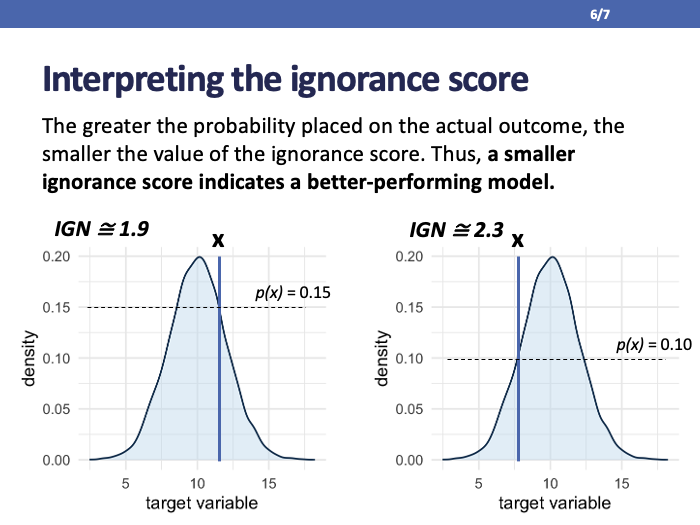 6/7
Interpreting the ignorance score
The greater the probability placed on the actual outcome, the
smaller the value of the ignorance score. Thus, a smaller
ignorance score indicates a better-performing model.
IGN ≅ 1.9
x
0.20
0.15
0.10
0.05
0.00
density
p(x) = 0.15
5 10 15
target variable
IGN ≅ 2.3
x
0.20
0.15
0.10
0.05
0.00
density
p(x) = 0.10
5 10 15
target variable